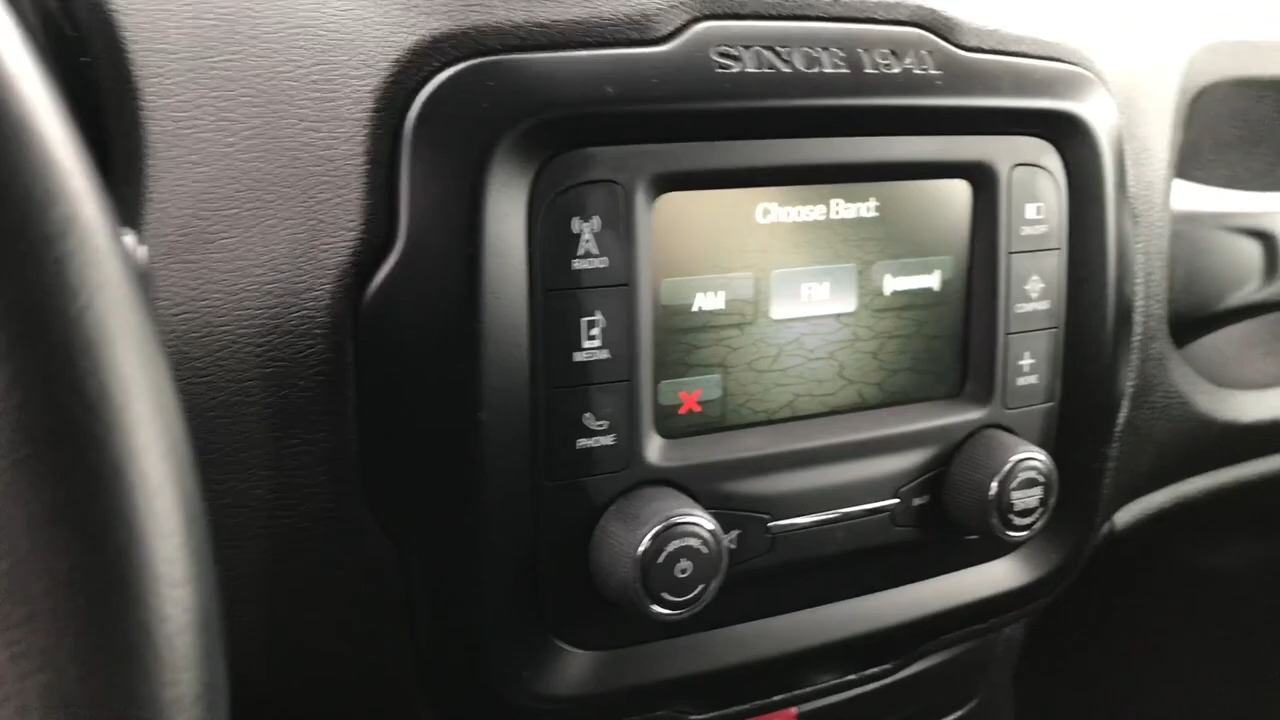 SINCE 1941
Choose Band:
AM
FM
RADIO
MEDIA
PHONE
ON/OFF
COMPASS
MORE